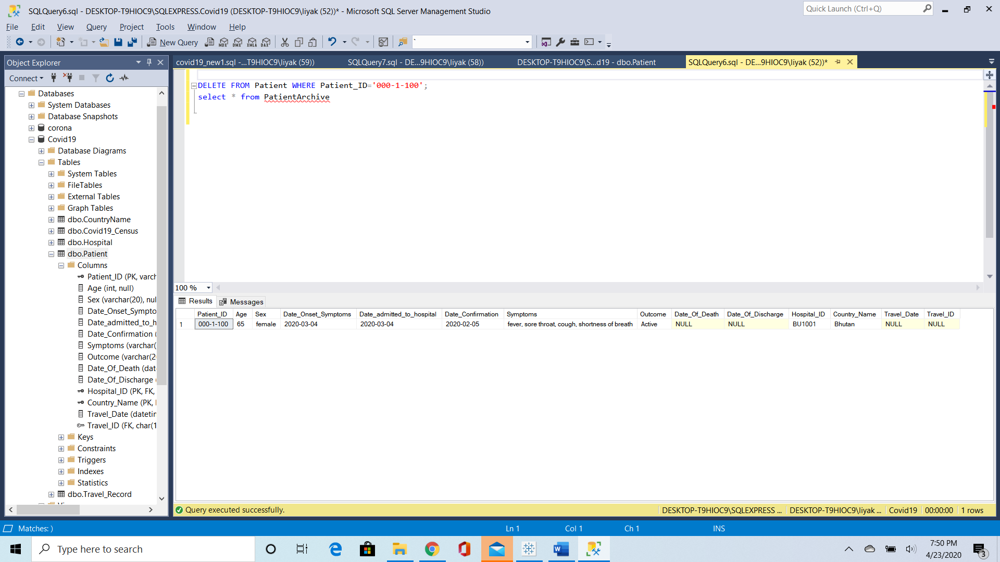 SQLQuery6.sql - DESKTOP-T9HIOC9\SQLEXPRESS.Covid19 (DESKTOP-T9HIOC9\liyak (52))* - Microsoft SQL Server Management Studio
Quick Launch (Ctrl+Q)
File Edit View Query Project Tools Window Help
New Query MDX DMX XMLA DAX `
Object Explorer
covid19_new1.sql -...T9HIOC9\liyak (59))
SQLQuery7.sql - DE...9HIOC9\liyak (58))
DESKTOP-T9HIOC9\S...d19 - dbo.Patient
SQLQuery6.sql - DE...9HIOC9\liyak (52))*
Connect
Databases
System Databases
Database Snapshots
corona
Covid19
Database Diagrams
Tables
System Tables
FileTables
External Tables
Graph Tables
dbo.CountryName
dbo.Covid19_Census
dbo.Hospital
dbo.Patient
Columns
Patient_ID (PK, varch
Age (int, null)
Sex (varchar(20), nul
Date_Onset_Sympto
Date_admitted_to_h
Date_Confirmation (
Symptoms (varchar(
Outcome (varchar(20
Date_Of_Death (dat
Date_Of_Discharge (
Hospital_ID (PK, FK,
Country_Name (PK,
Travel_Date (datetin
Travel_ID (FK, char(1
Keys
Constraints
Triggers
Indexes
Statistics
dbo.Travel_Record
DELETE FROM Patient WHERE Patient_ID='000-1-100';
select * from PatientArchive
100 %
Results Messages
Patient_ID Age Sex Date_Onset_Symptoms Date_admitted_to_hospital Date_Confirmation Symptoms Outcome Date_Of_Death Date_Of_Discharge Hospital_ID Country_Name Travel_Date Travel_ID
1 000-1-100 65 female 2020-03-04 2020-03-04 2020-02-05 fever, sore throat, cough, shortness of breath Active NULL NULL BU1001 Bhutan NULL NULL
Query executed successfully.
DESKTOP-T9HIOC9\SQLEXPRESS ... DESKTOP-T9HIOC9\liyak ... Covid19 00:00:00 1 rows
Matches: ) Ln 1 Col 1 Ch 1 INS
Type here to search
7:50 PM
4/23/2020
3